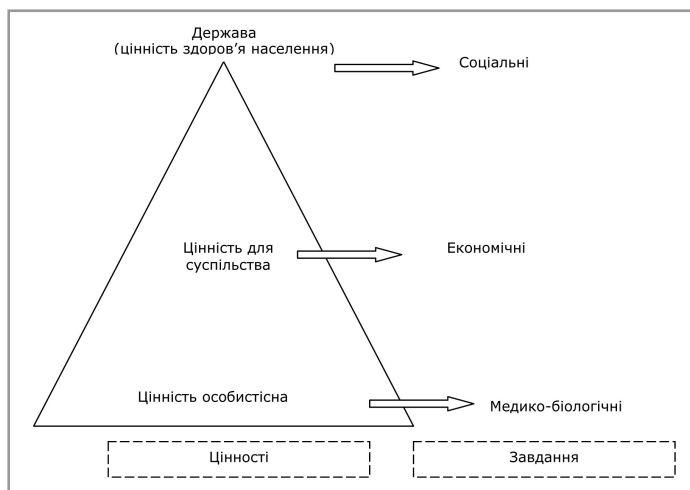 Держава
(цінність здоров’я населення)
Соціальні
Цінність для
суспільства
Економічні
Цінність особистісна
Медико-біологічні
Цінності
Завдання